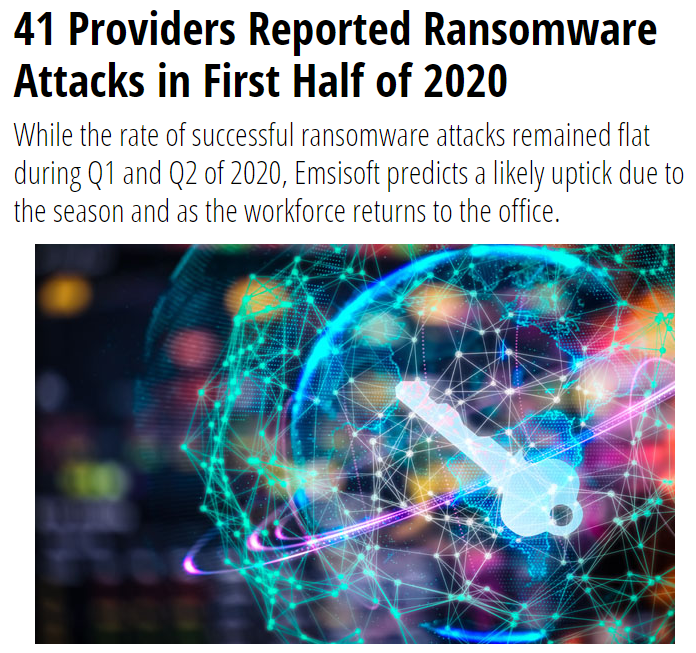 41 Providers Reported Ransomware
Attacks in First Half of 2020
While the rate of successful ransomware attacks remained flat
during Q1 and Q2 of 2020, Emsisoft predicts a likely uptick due to
the season and as the workforce returns to the office.